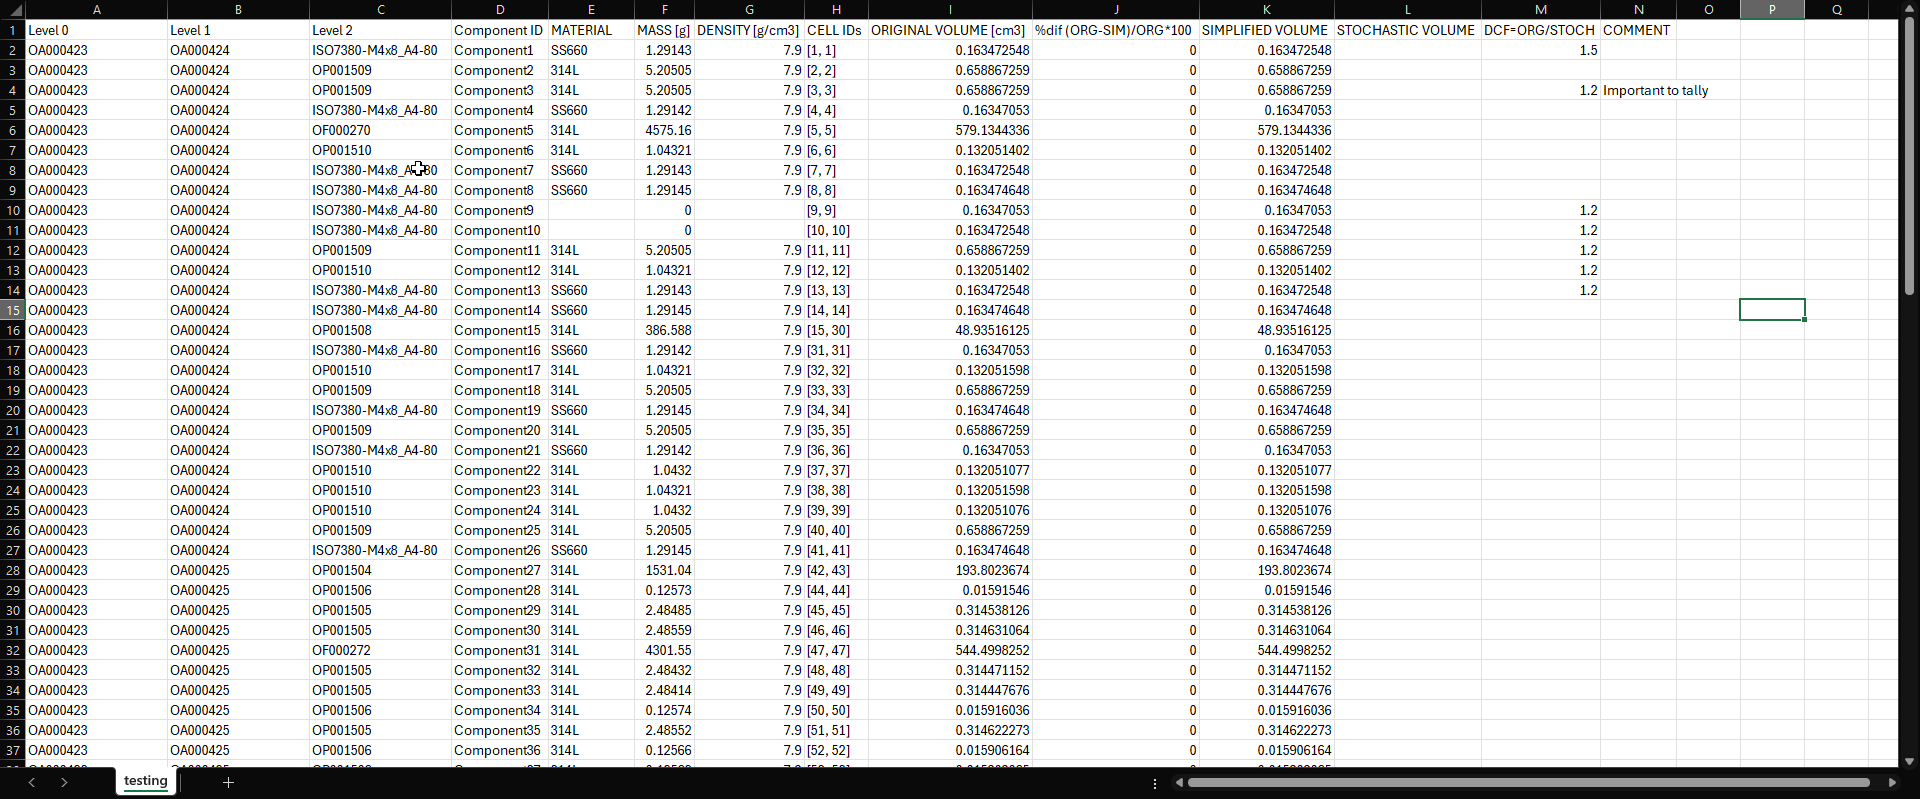 A B C D E F G H I J K L M N O P Q
1 Level 0 Level 1 Level 2 Component ID MATERIAL MASS [g] DENSITY [g/cm3] CELL IDs ORIGINAL VOLUME [cm3] %dif (ORG-SIM)/ORG*100 SIMPLIFIED VOLUME STOCHASTIC VOLUME DCF=ORG/STOCH COMMENT
2 OA000423 OA000424 ISO7380-M4x8_A4-80 Component1 SS660 1.29143 7.9 [1, 1] 0.163472548 0 0.163472548 1.5
3 OA000423 OA000424 OP001509 Component2 314L 5.20505 7.9 [2, 2] 0.658867259 0 0.658867259
4 OA000423 OA000424 OP001509 Component3 314L 5.20505 7.9 [3, 3] 0.658867259 0 0.658867259 1.2 Important to tally
5 OA000423 OA000424 ISO7380-M4x8_A4-80 Component4 SS660 1.29142 7.9 [4, 4] 0.16347053 0 0.16347053
6 OA000423 OA000424 OF000270 Component5 314L 4575.16 7.9 [5, 5] 579.1344336 0 579.1344336
7 OA000423 OA000424 OP001510 Component6 314L 1.04321 7.9 [6, 6] 0.132051402 0 0.132051402
8 OA000423 OA000424 ISO7380-M4x8_A4-80 Component7 SS660 1.29143 7.9 [7, 7] 0.163472548 0 0.163472548
9 OA000423 OA000424 ISO7380-M4x8_A4-80 Component8 SS660 1.29145 7.9 [8, 8] 0.163474648 0 0.163474648
10 OA000423 OA000424 ISO7380-M4x8_A4-80 Component9 0 [9, 9] 0.16347053 0 0.16347053 1.2
11 OA000423 OA000424 ISO7380-M4x8_A4-80 Component10 0 [10, 10] 0.163472548 0 0.163472548 1.2
12 OA000423 OA000424 OP001509 Component11 314L 5.20505 7.9 [11, 11] 0.658867259 0 0.658867259 1.2
13 OA000423 OA000424 OP001510 Component12 314L 1.04321 7.9 [12, 12] 0.132051402 0 0.132051402 1.2
14 OA000423 OA000424 ISO7380-M4x8_A4-80 Component13 SS660 1.29143 7.9 [13, 13] 0.163472548 0 0.163472548 1.2
15 OA000423 OA000424 ISO7380-M4x8_A4-80 Component14 SS660 1.29145 7.9 [14, 14] 0.163474648 0 0.163474648
16 OA000423 OA000424 OP001508 Component15 314L 386.588 7.9 [15, 30] 48.93516125 0 48.93516125
17 OA000423 OA000424 ISO7380-M4x8_A4-80 Component16 SS660 1.29142 7.9 [31, 31] 0.16347053 0 0.16347053
18 OA000423 OA000424 OP001510 Component17 314L 1.04321 7.9 [32, 32] 0.132051598 0 0.132051598
19 OA000423 OA000424 OP001509 Component18 314L 5.20505 7.9 [33, 33] 0.658867259 0 0.658867259
20 OA000423 OA000424 ISO7380-M4x8_A4-80 Component19 SS660 1.29145 7.9 [34, 34] 0.163474648 0 0.163474648
21 OA000423 OA000424 OP001509 Component20 314L 5.20505 7.9 [35, 35] 0.658867259 0 0.658867259
22 OA000423 OA000424 ISO7380-M4x8_A4-80 Component21 SS660 1.29142 7.9 [36, 36] 0.16347053 0 0.16347053
23 OA000423 OA000424 OP001510 Component22 314L 1.0432 7.9 [37, 37] 0.132051077 0 0.132051077
24 OA000423 OA000424 OP001510 Component23 314L 1.04321 7.9 [38, 38] 0.132051598 0 0.132051598
25 OA000423 OA000424 OP001510 Component24 314L 1.0432 7.9 [39, 39] 0.132051076 0 0.132051076
26 OA000423 OA000424 OP001509 Component25 314L 5.20505 7.9 [40, 40] 0.658867259 0 0.658867259
27 OA000423 OA000424 ISO7380-M4x8_A4-80 Component26 SS660 1.29145 7.9 [41, 41] 0.163474648 0 0.163474648
28 OA000423 OA000425 OP001504 Component27 314L 1531.04 7.9 [42, 43] 193.8023674 0 193.8023674
29 OA000423 OA000425 OP001506 Component28 314L 0.12573 7.9 [44, 44] 0.01591546 0 0.01591546
30 OA000423 OA000425 OP001505 Component29 314L 2.48485 7.9 [45, 45] 0.314538126 0 0.314538126
31 OA000423 OA000425 OP001505 Component30 314L 2.48559 7.9 [46, 46] 0.314631064 0 0.314631064
32 OA000423 OA000425 OF000272 Component31 314L 4301.55 7.9 [47, 47] 544.4998252 0 544.4998252
33 OA000423 OA000425 OP001505 Component32 314L 2.48432 7.9 [48, 48] 0.314471152 0 0.314471152
34 OA000423 OA000425 OP001505 Component33 314L 2.48414 7.9 [49, 49] 0.314447676 0 0.314447676
35 OA000423 OA000425 OP001506 Component34 314L 0.12574 7.9 [50, 50] 0.015916036 0 0.015916036
36 OA000423 OA000425 OP001505 Component35 314L 2.48552 7.9 [51, 51] 0.314622273 0 0.314622273
37 OA000423 OA000425 OP001506 Component36 314L 0.12566 7.9 [52, 52] 0.015906164 0 0.015906164
testing